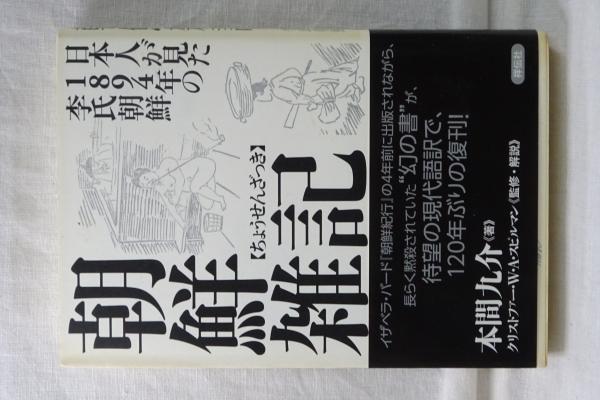 日本人が見た
1894年の
李氏朝鮮
朝鮮
雑記
【ちょうせんざっき】
イザベラ・バード『朝鮮紀行』の4年前に出版されながら、
長らく黙殺されていた“幻の書”が、
待望の現代語訳で、
120年ぶりの復刊!
本間九介《著》
クリストファー・W・A・スピルマン《監修・解説》
祥伝社